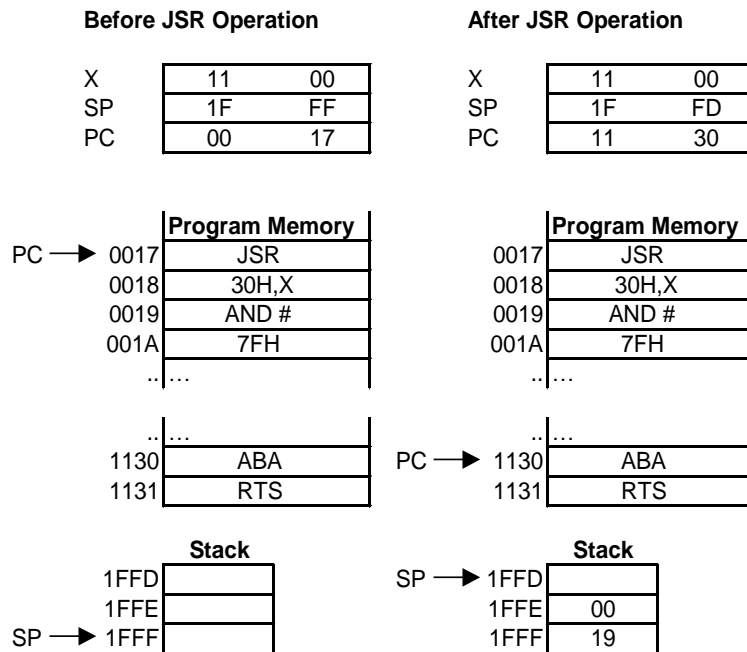 Before JSR Operation After JSR Operation
X 11 00 X 11 00
SP 1F FF SP 1F FD
PC 00 17 PC 11 30
Program Memory Program Memory
PC 0017 JSR 0017 JSR
0018 30H,X 0018 30H,X
0019 AND # 0019 AND #
001A 7FH 001A 7FH
.. ... .. ...
.. ... .. ...
1130 ABA PC 1130 ABA
1131 RTS 1131 RTS
Stack Stack
1FFD SP 1FFD
1FFE 1FFE 00
SP 1FFF 1FFF 19